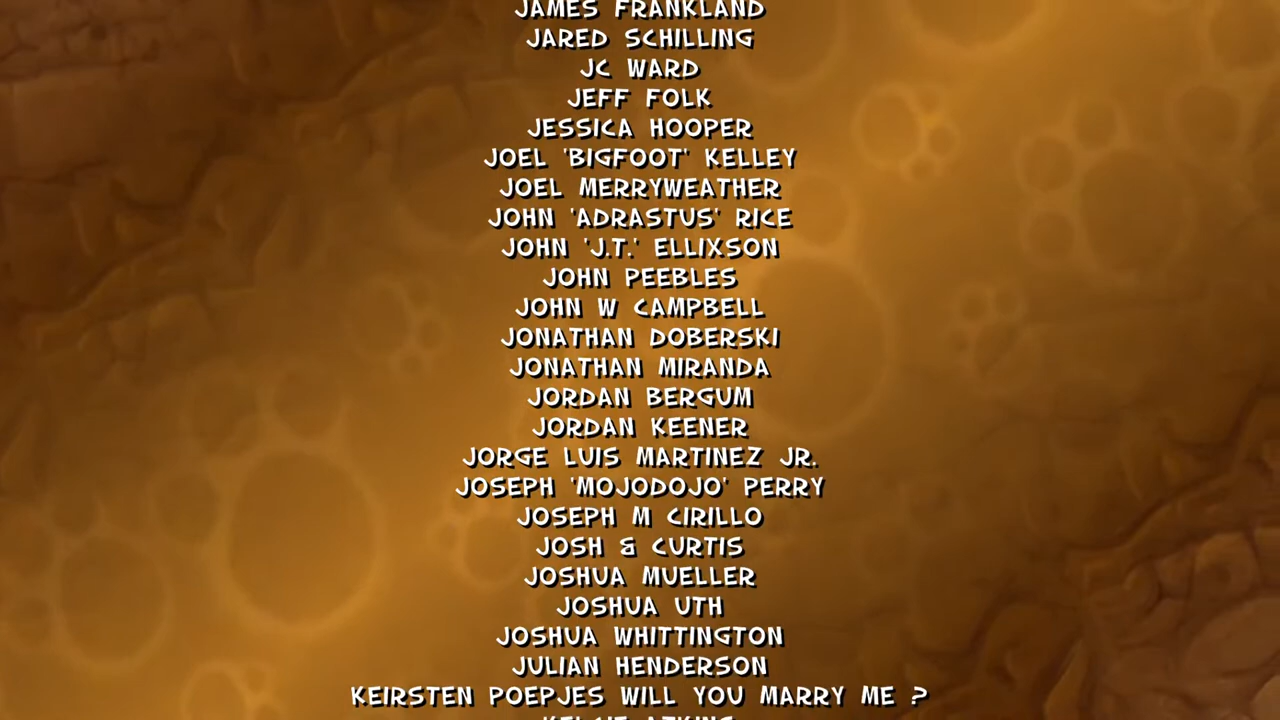 JAMES FRANKLAND
JARED SCHILLING
JC WARD
JEFF FOLK
JESSICA HOOPER
JOEL 'BIGFOOT' KELLEY
JOEL MERRYWEATHER
JOHN 'ADRASTUS' RICE
JOHN 'J.T.' ELLIXSON
JOHN PEEBLES
JOHN W CAMPBELL
JONATHAN DOBERSKI
JONATHAN MIRANDA
JORDAN BERGUM
JORDAN KEENER
JORGE LUIS MARTINEZ JR.
JOSEPH 'MOJODOJO' PERRY
JOSEPH M CIRILLO
JOSH & CURTIS
JOSHUA MUELLER
JOSHUA UTH
JOSHUA WHITTINGTON
JULIAN HENDERSON
KEIRSTEN POEPJES WILL YOU MARRY ME ?